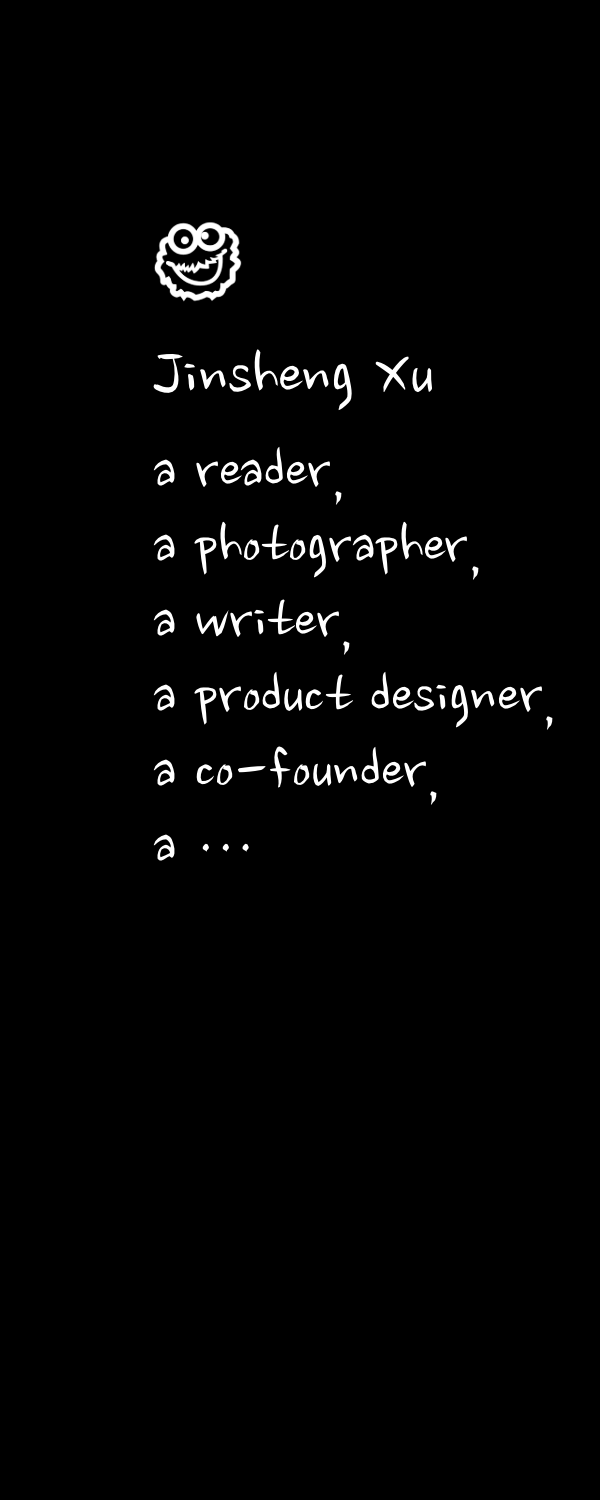 Jinsheng Xu
a reader,
a photographer,
a writer,
a product designer,
a co-founder,
a ···